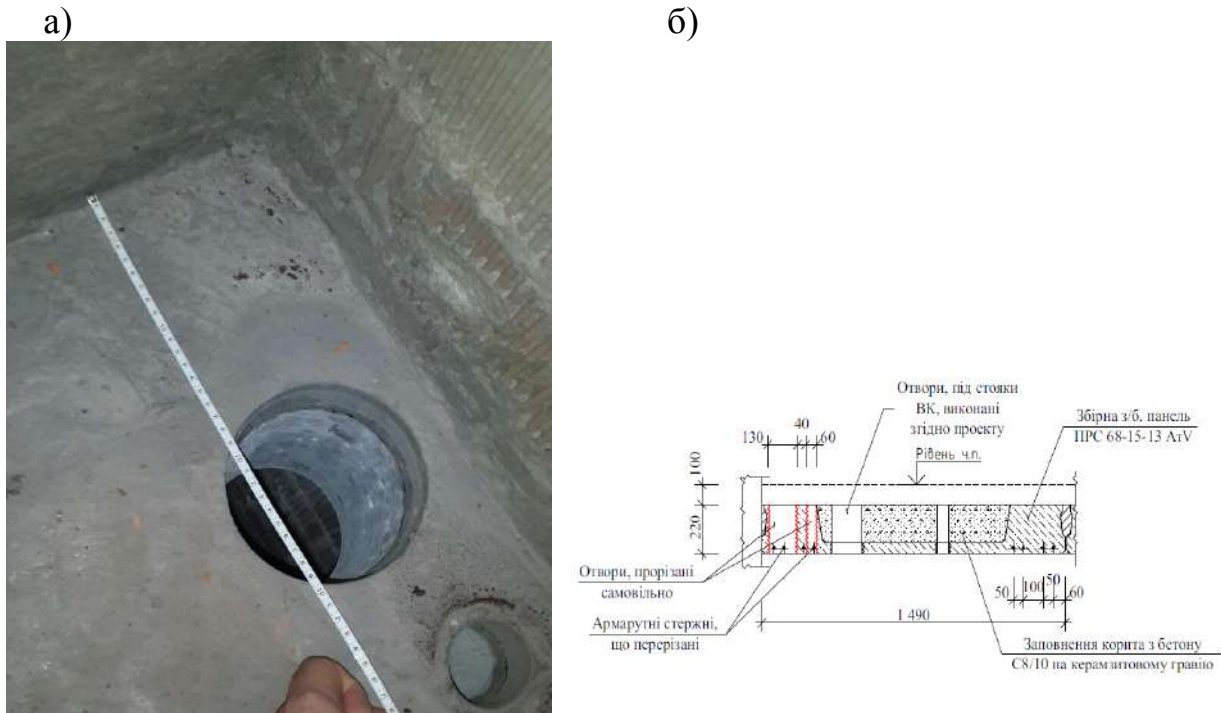 а)
б)
Отвори, під стояки
ВК, виконані
згідно проекту
Рівень ч.п.
Збірна з/б. панель
ПРС 68-15-13 АтV
130
40
60
100
220
Отвори, прорізані
самовільно
Армарутні стержні,
що перерізані
50
100
50
60
1 490
Заповнення корита з бетону
С8/10 на керамзитовому гравію